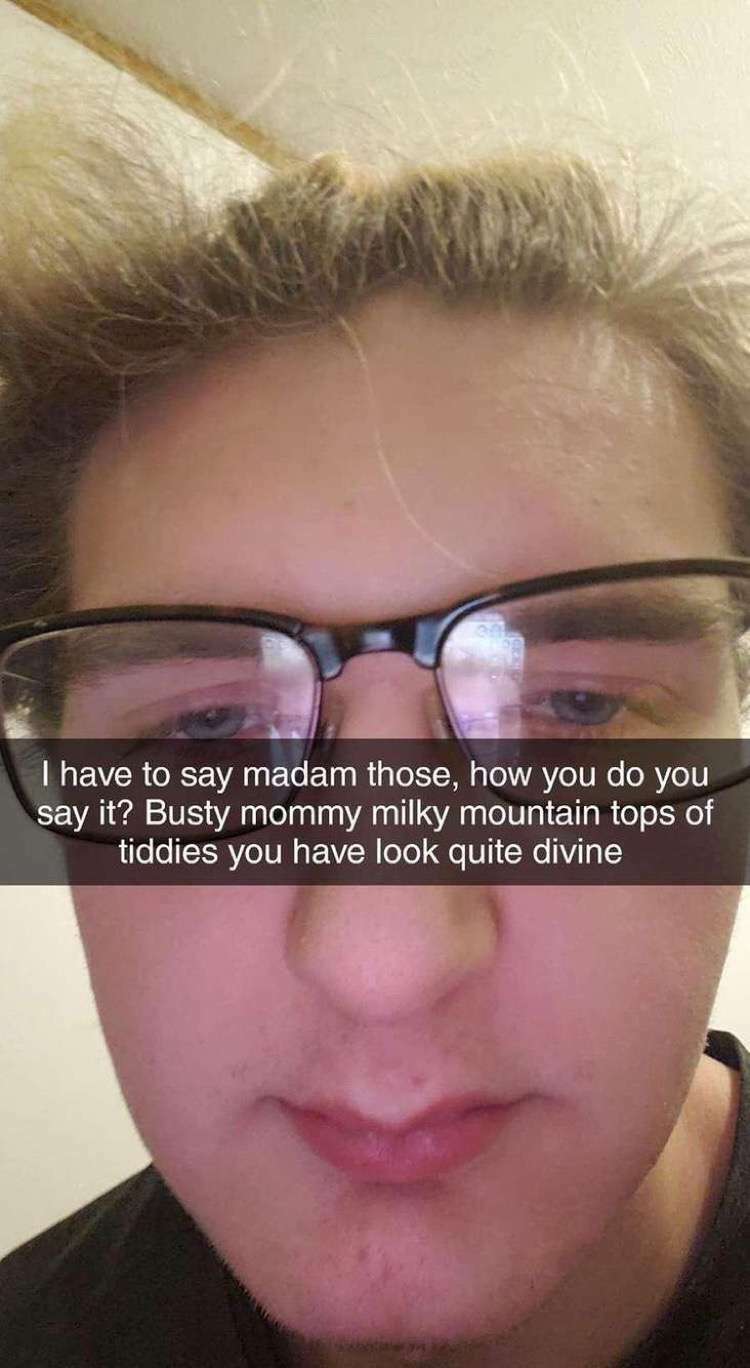 I have to say madam those, how you do you
say it? Busty mommy milky mountain tops of
tiddies you have look quite divine